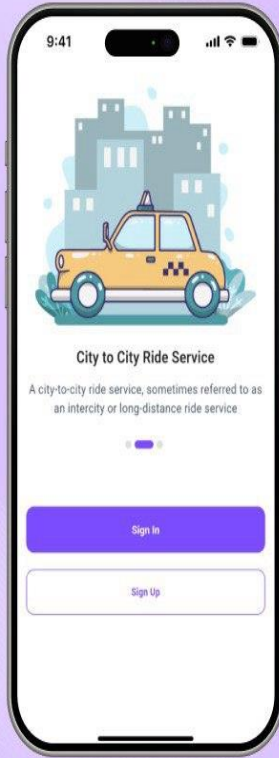 9:41
City to City Ride Service
A city-to-city ride service, sometimes referred to as
an intercity or long-distance ride service
Sign In
Sign Up